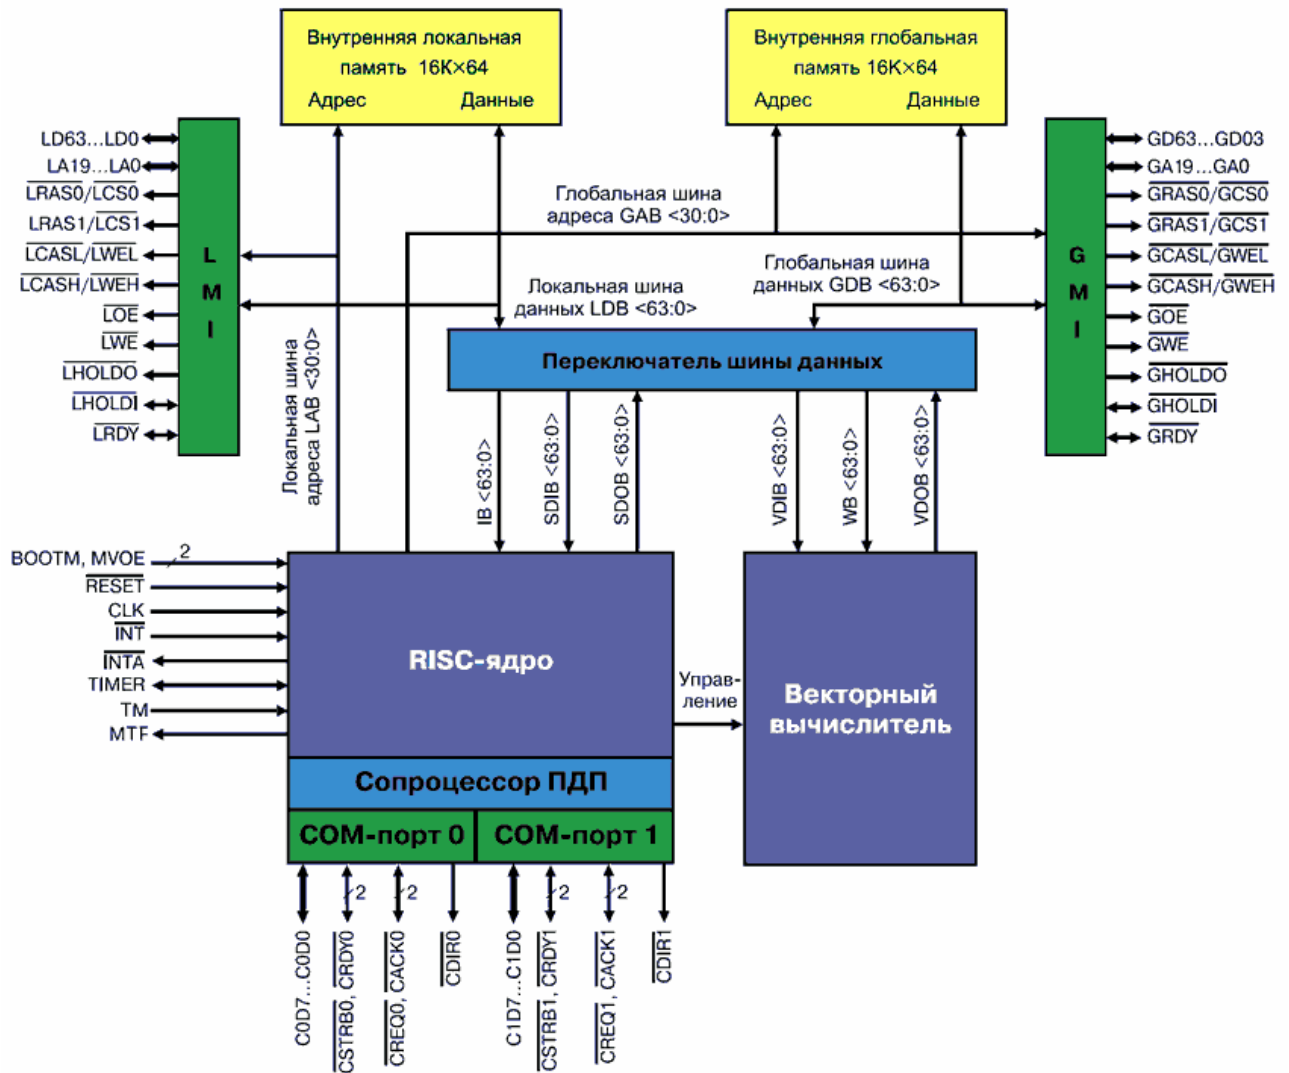 Внутренняя локальная
память 16K×64
Адрес Данные
Внутренняя глобальная
память 16K×64
Адрес Данные
LD63...LD0
LA19...LA0
LRAS0/LCS0
LRAS1/LCS1
LCASL/LWEL
LCASH/LWEH
LOE
LWE
LHOLDO
LHOLDI
LRDY
L
M
I
GD63...GD03
GA19...GA0
GRAS0/GCS0
GRAS1/GCS1
GCASL/GWEL
GCASH/GWEH
GOE
GWE
GHOLDO
GHOLDI
GRDY
G
M
I
Глобальная шина
адреса GAB <30:0>
Локальная шина
данных LDB <63:0>
Глобальная шина
данных GDB <63:0>
Локальная шина
адреса LAB <30:0>
Переключатель шины данных
IB <63:0>
SDIB <63:0>
SDOB <63:0>
VDIB <63:0>
WB <63:0>
VDOB <63:0>
BOOTM, MVOE
2
RESET
CLK
INT
INTA
TIMER
TM
MTF
RISC-ядро
Управ-
ление
Векторный
вычислитель
Сопроцессор ПДП
COM-порт 0
COM-порт 1
2
2
2
2
C0D7...C0D0
CSTRB0, CRDY0
CREQ0, CACK0
CDIR0
C1D7...C1D0
CSTRB1, CRDY1
CREQ1, CACK1
CDIR1